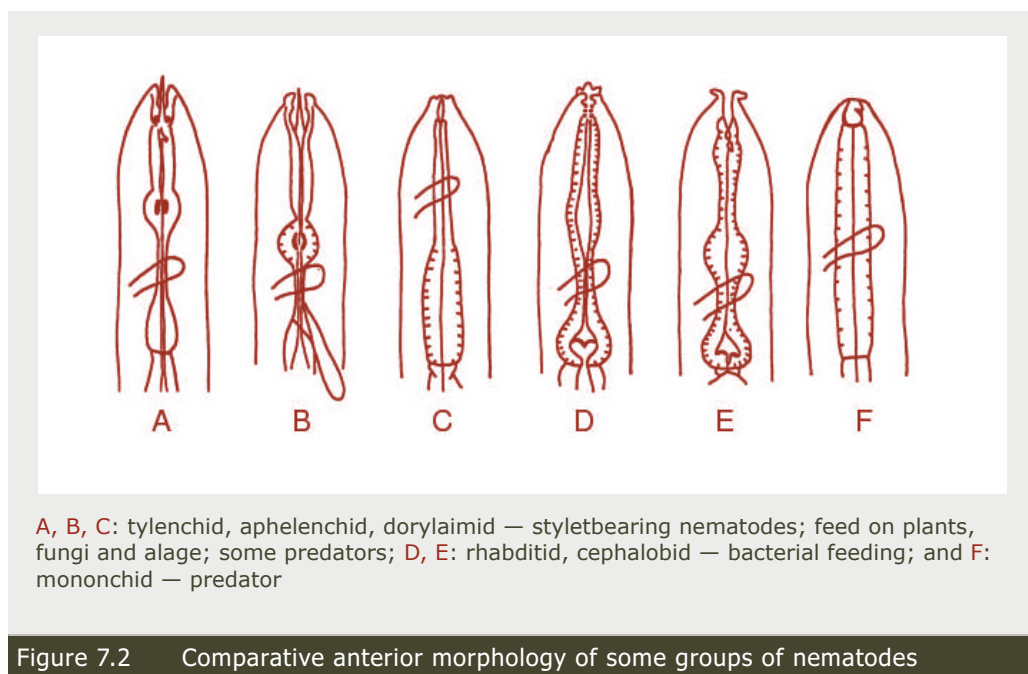 A B C D E F
A, B, C: tylenchid, aphelenchid, dorylaimid — styletbearing nematodes; feed on plants,
fungi and alage; some predators; D, E: rhabditid, cephalobid — bacterial feeding; and F:
mononchid — predator
Figure 7.2 Comparative anterior morphology of some groups of nematodes